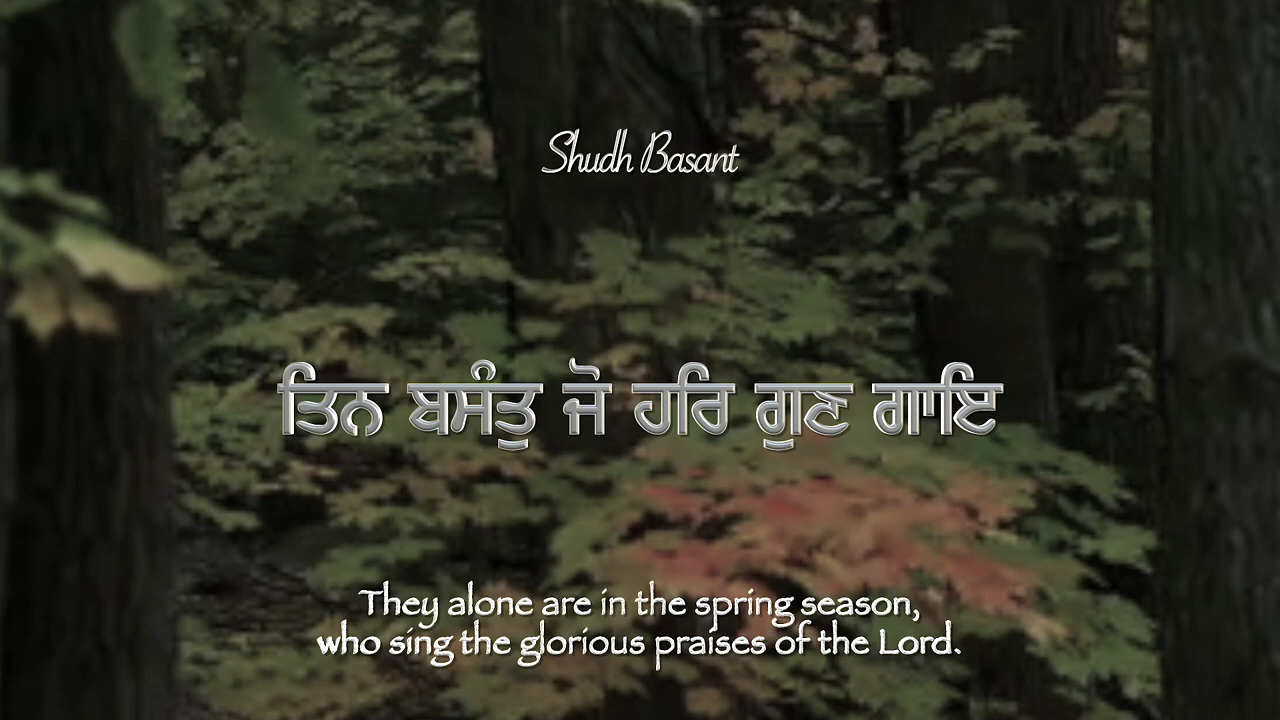 Shudh Basant
ਤਿਨ ਬਸੰਤੁ ਜੋ ਹਰਿ ਗੁਣ ਗਾਇ
They alone are in the spring season,
who sing the glorious praises of the Lord.